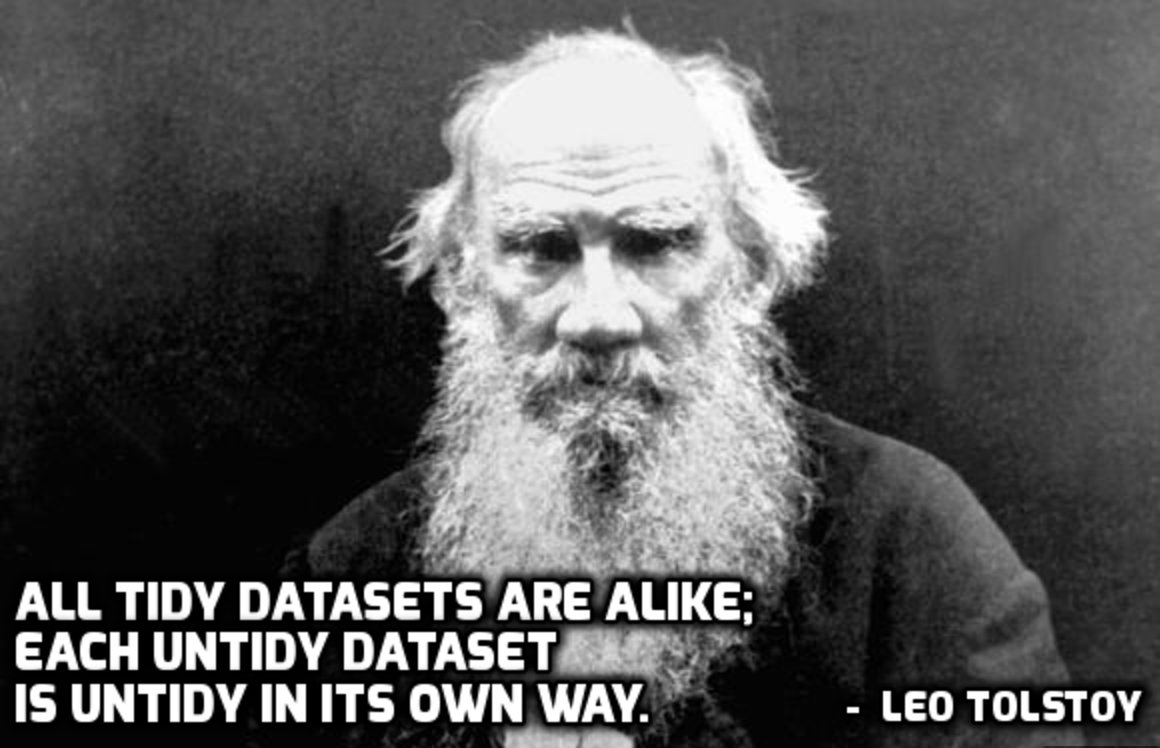 ALL TIDY DATASETS ARE ALIKE;
EACH UNTIDY DATASET
IS UNTIDY IN ITS OWN WAY.
- LEO TOLSTOY